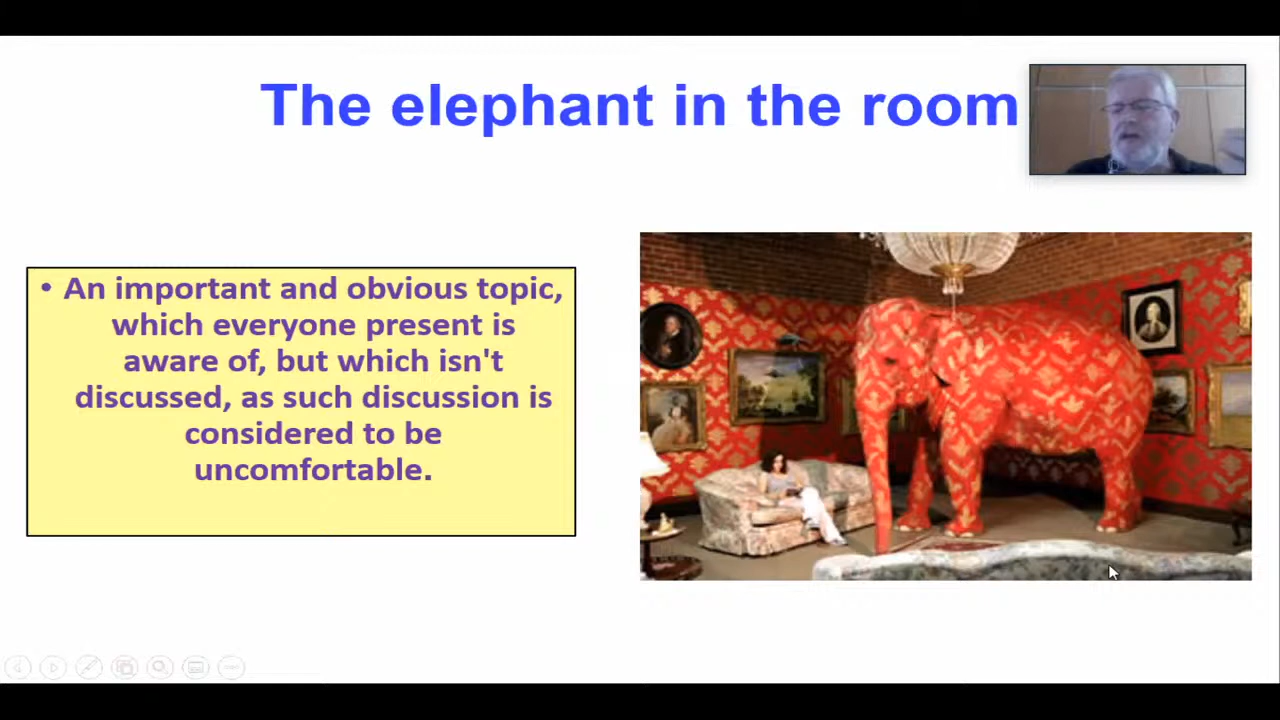 The elephant in the room
• An important and obvious topic,
which everyone present is
aware of, but which isn't
discussed, as such discussion is
considered to be
uncomfortable.